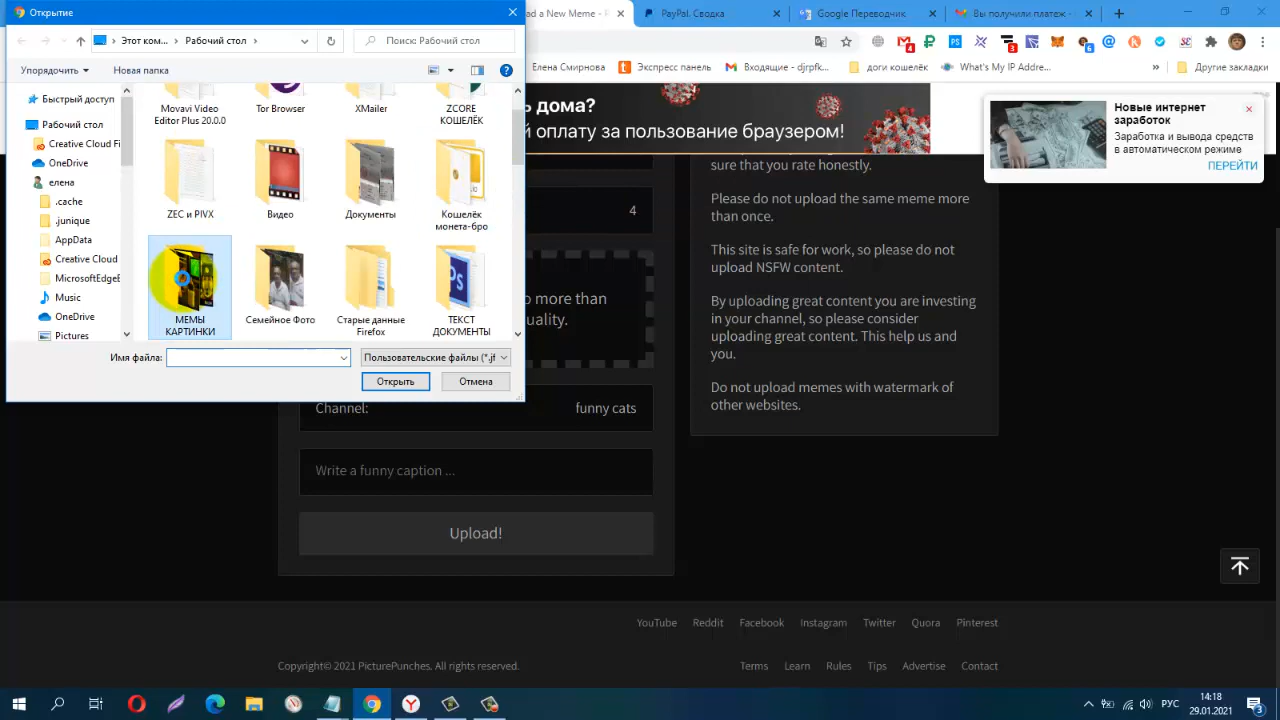 Открытие
ad a New Meme - P
PayPal. Сводка
Google Переводчик
Вы получили платеж -
Этот ком...
Рабочий стол
Поиск: Рабочий стол
Упорядочить
Новая папка
Елена Смирнова
Экспресс панель
Входящие - djrpfk...
доги кошелёк
What's My IP Addre...
»
Другие закладки
Быстрый доступ
Рабочий стол
Creative Cloud Fi
OneDrive
елена
.cache
.junique
AppData
Creative Cloud
MicrosoftEdgeB
Music
OneDrive
Pictures
Movavi Video
Editor Plus 20.0.0
Tor Browser
XMailer
ZCORE
КОШЕЛЁК
ZEC и PIVX
Видео
Документы
Кошелёк
монета-бро
МЕМЫ
КАРТИНКИ
Семейное Фото
Старые данные
Firefox
ТЕКСТ
ДОКУМЕНТЫ
Имя файла:
Пользовательские файлы (*.jf
Открыть
Отмена
ь дома?
й оплату за пользование браузером!
Новые интернет
заработок
Заработка и вывода средств
в автоматическом режиме
ПЕРЕЙТИ
4
o more than
uality.
Channel:
funny cats
Write a funny caption ...
Upload!
sure that you rate honestly.
Please do not upload the same meme more
than once.
This site is safe for work, so please do not
upload NSFW content.
By uploading great content you are investing
in your channel, so please consider
uploading great content. This help us and
you.
Do not upload memes with watermark of
other websites.
YouTube
Reddit
Facebook
Instagram
Twitter
Quora
Pinterest
Copyright© 2021 PicturePunches. All rights reserved.
Terms
Learn
Rules
Tips
Advertise
Contact
РУС
14:18
29.01.2021
3